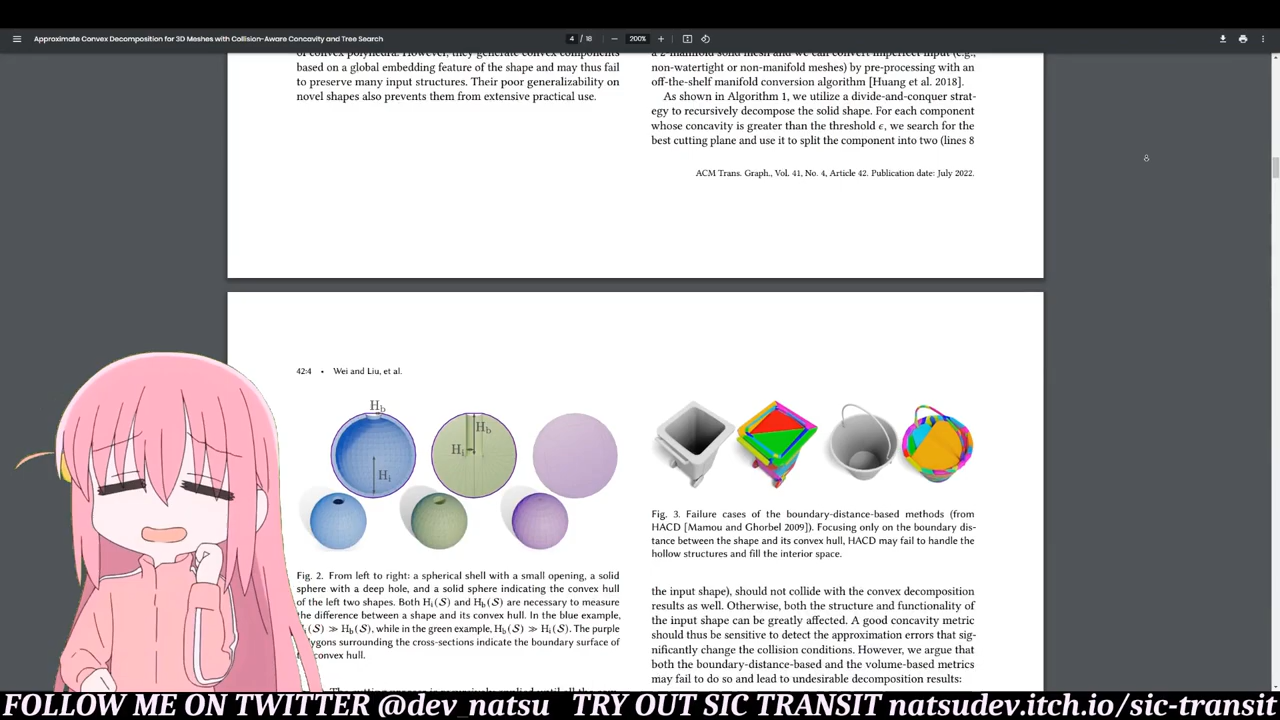 Approximate Convex Decomposition for 3D Meshes with Collision-Aware Concavity and Tree Search
4 / 18
200%
of convex polyhedra. However, they generate convex components
based on a global embedding feature of the shape and may thus fail
to preserve many input structures. Their poor generalizability on
novel shapes also prevents them from extensive practical use.
a 2-manifold solid mesh and we can convert imperfect input (e.g.,
non-watertight or non-manifold meshes) by pre-processing with an
off-the-shelf manifold conversion algorithm [Huang et al. 2018].
As shown in Algorithm 1, we utilize a divide-and-conquer strat-
egy to recursively decompose the solid shape. For each component
whose concavity is greater than the threshold ϵ, we search for the
best cutting plane and use it to split the component into two (lines 8
ACM Trans. Graph., Vol. 41, No. 4, Article 42. Publication date: July 2022.
42:4 • Wei and Liu, et al.
Hb
Hi
Hb
Hi
Fig. 2. From left to right: a spherical shell with a small opening, a solid
sphere with a deep hole, and a solid sphere indicating the convex hull
of the left two shapes. Both Hi(S) and Hb(S) are necessary to measure
the difference between a shape and its convex hull. In the blue example,
(S) ≫ Hb(S), while in the green example, Hb(S) ≫ Hi(S). The purple
lygons surrounding the cross-sections indicate the boundary surface of
convex hull.
Fig. 3. Failure cases of the boundary-distance-based methods (from
HACD [Mamou and Ghorbel 2009]). Focusing only on the boundary dis-
tance between the shape and its convex hull, HACD may fail to handle the
hollow structures and fill the interior space.
the input shape), should not collide with the convex decomposition
results as well. Otherwise, both the structure and functionality of
the input shape can be greatly affected. A good concavity metric
should thus be sensitive to detect the approximation errors that sig-
nificantly change the collision conditions. However, we argue that
both the boundary-distance-based and the volume-based metrics
may fail to do so and lead to undesirable decomposition results:
FOLLOW ME ON TWITTER @dev_natsu TRY OUT SIC TRANSIT natsudev.itch.io/sic-transit